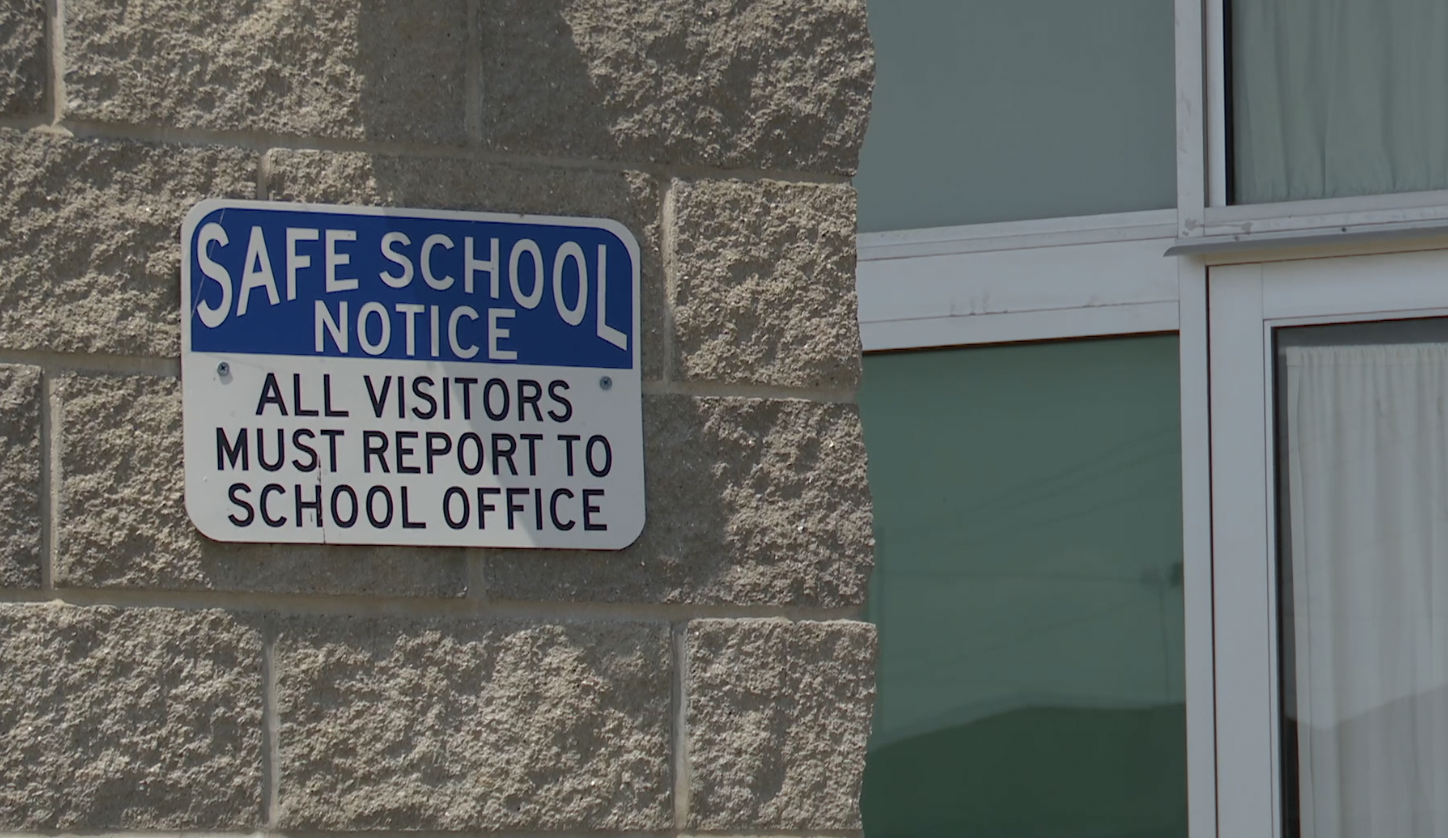 SAFE SCHOOL
NOTICE
ALL VISITORS
MUST REPORT TO
SCHOOL OFFICE